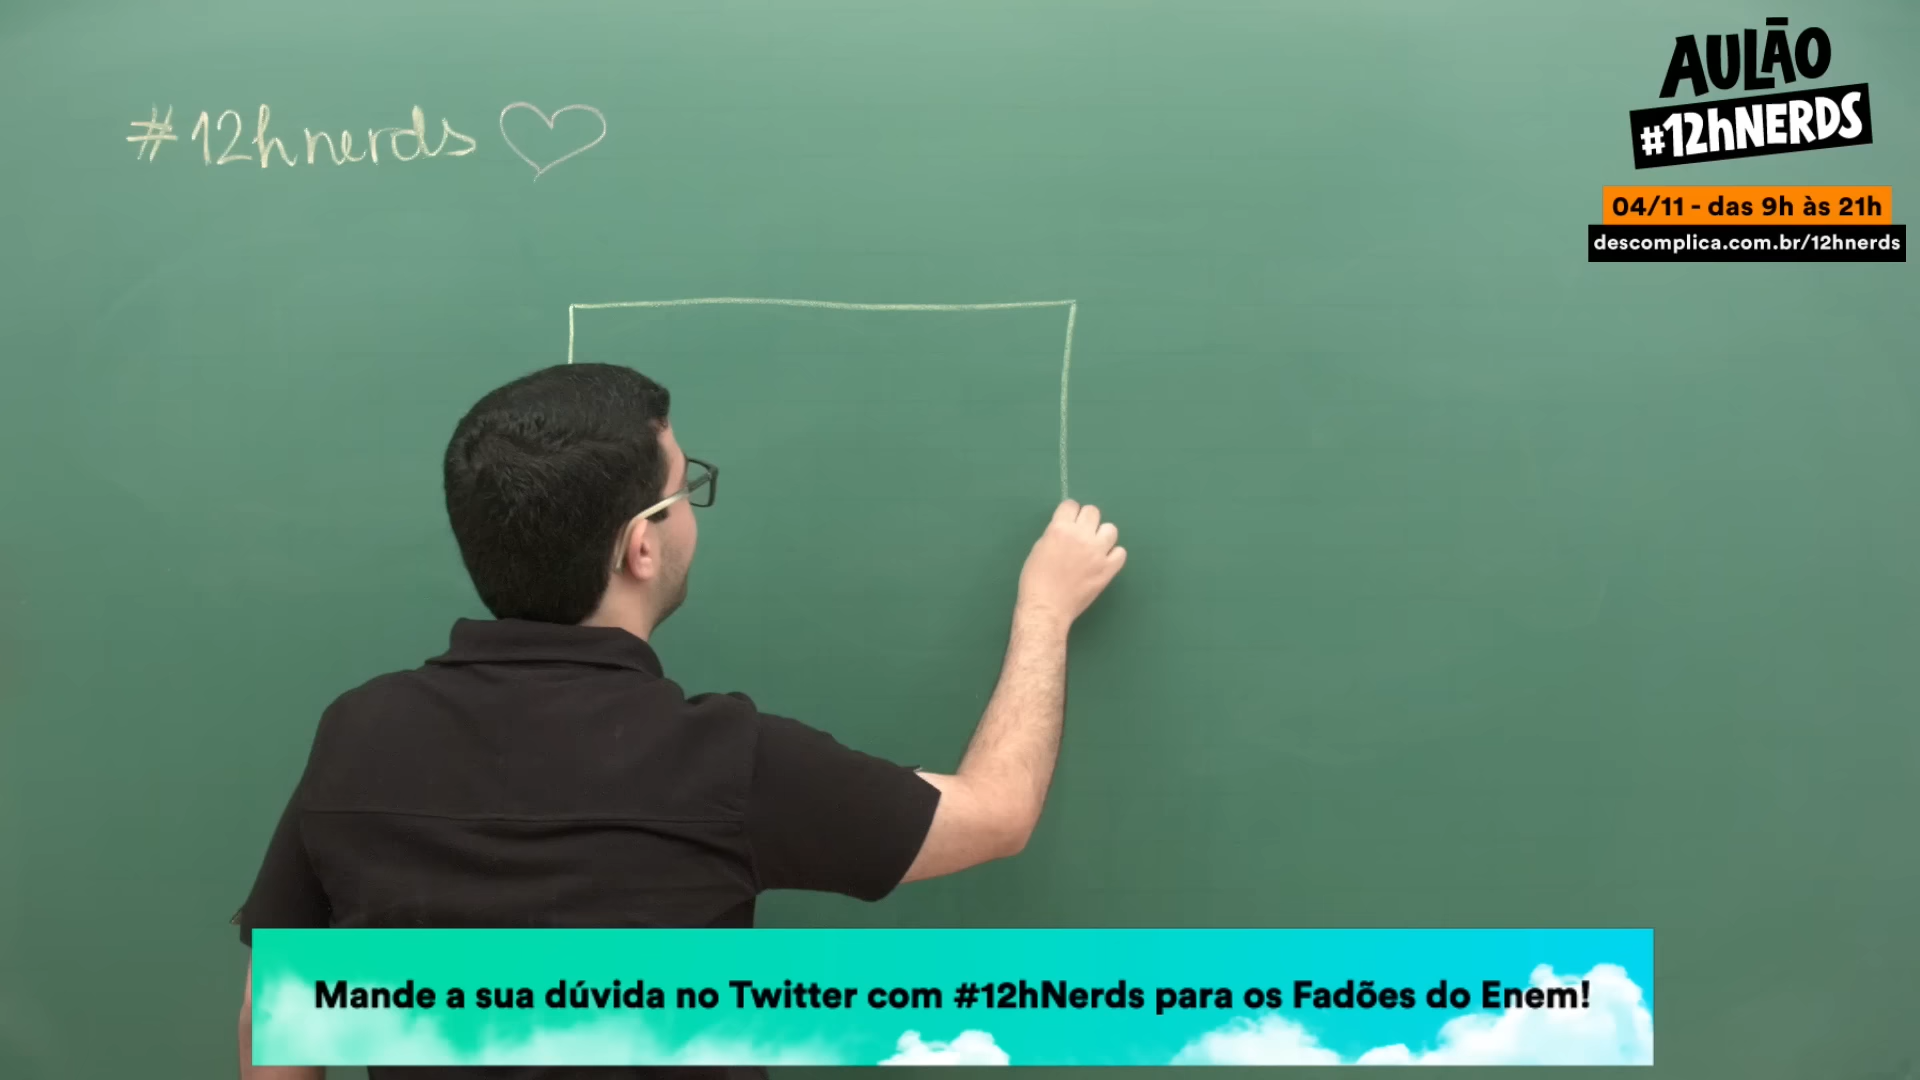 #12hnerds
AULÃO
#12hNERDS
04/11 - das 9h às 21h
descomplica.com.br/12hnerds
Mande a sua dúvida no Twitter com #12hNerds para os Fadões do Enem!